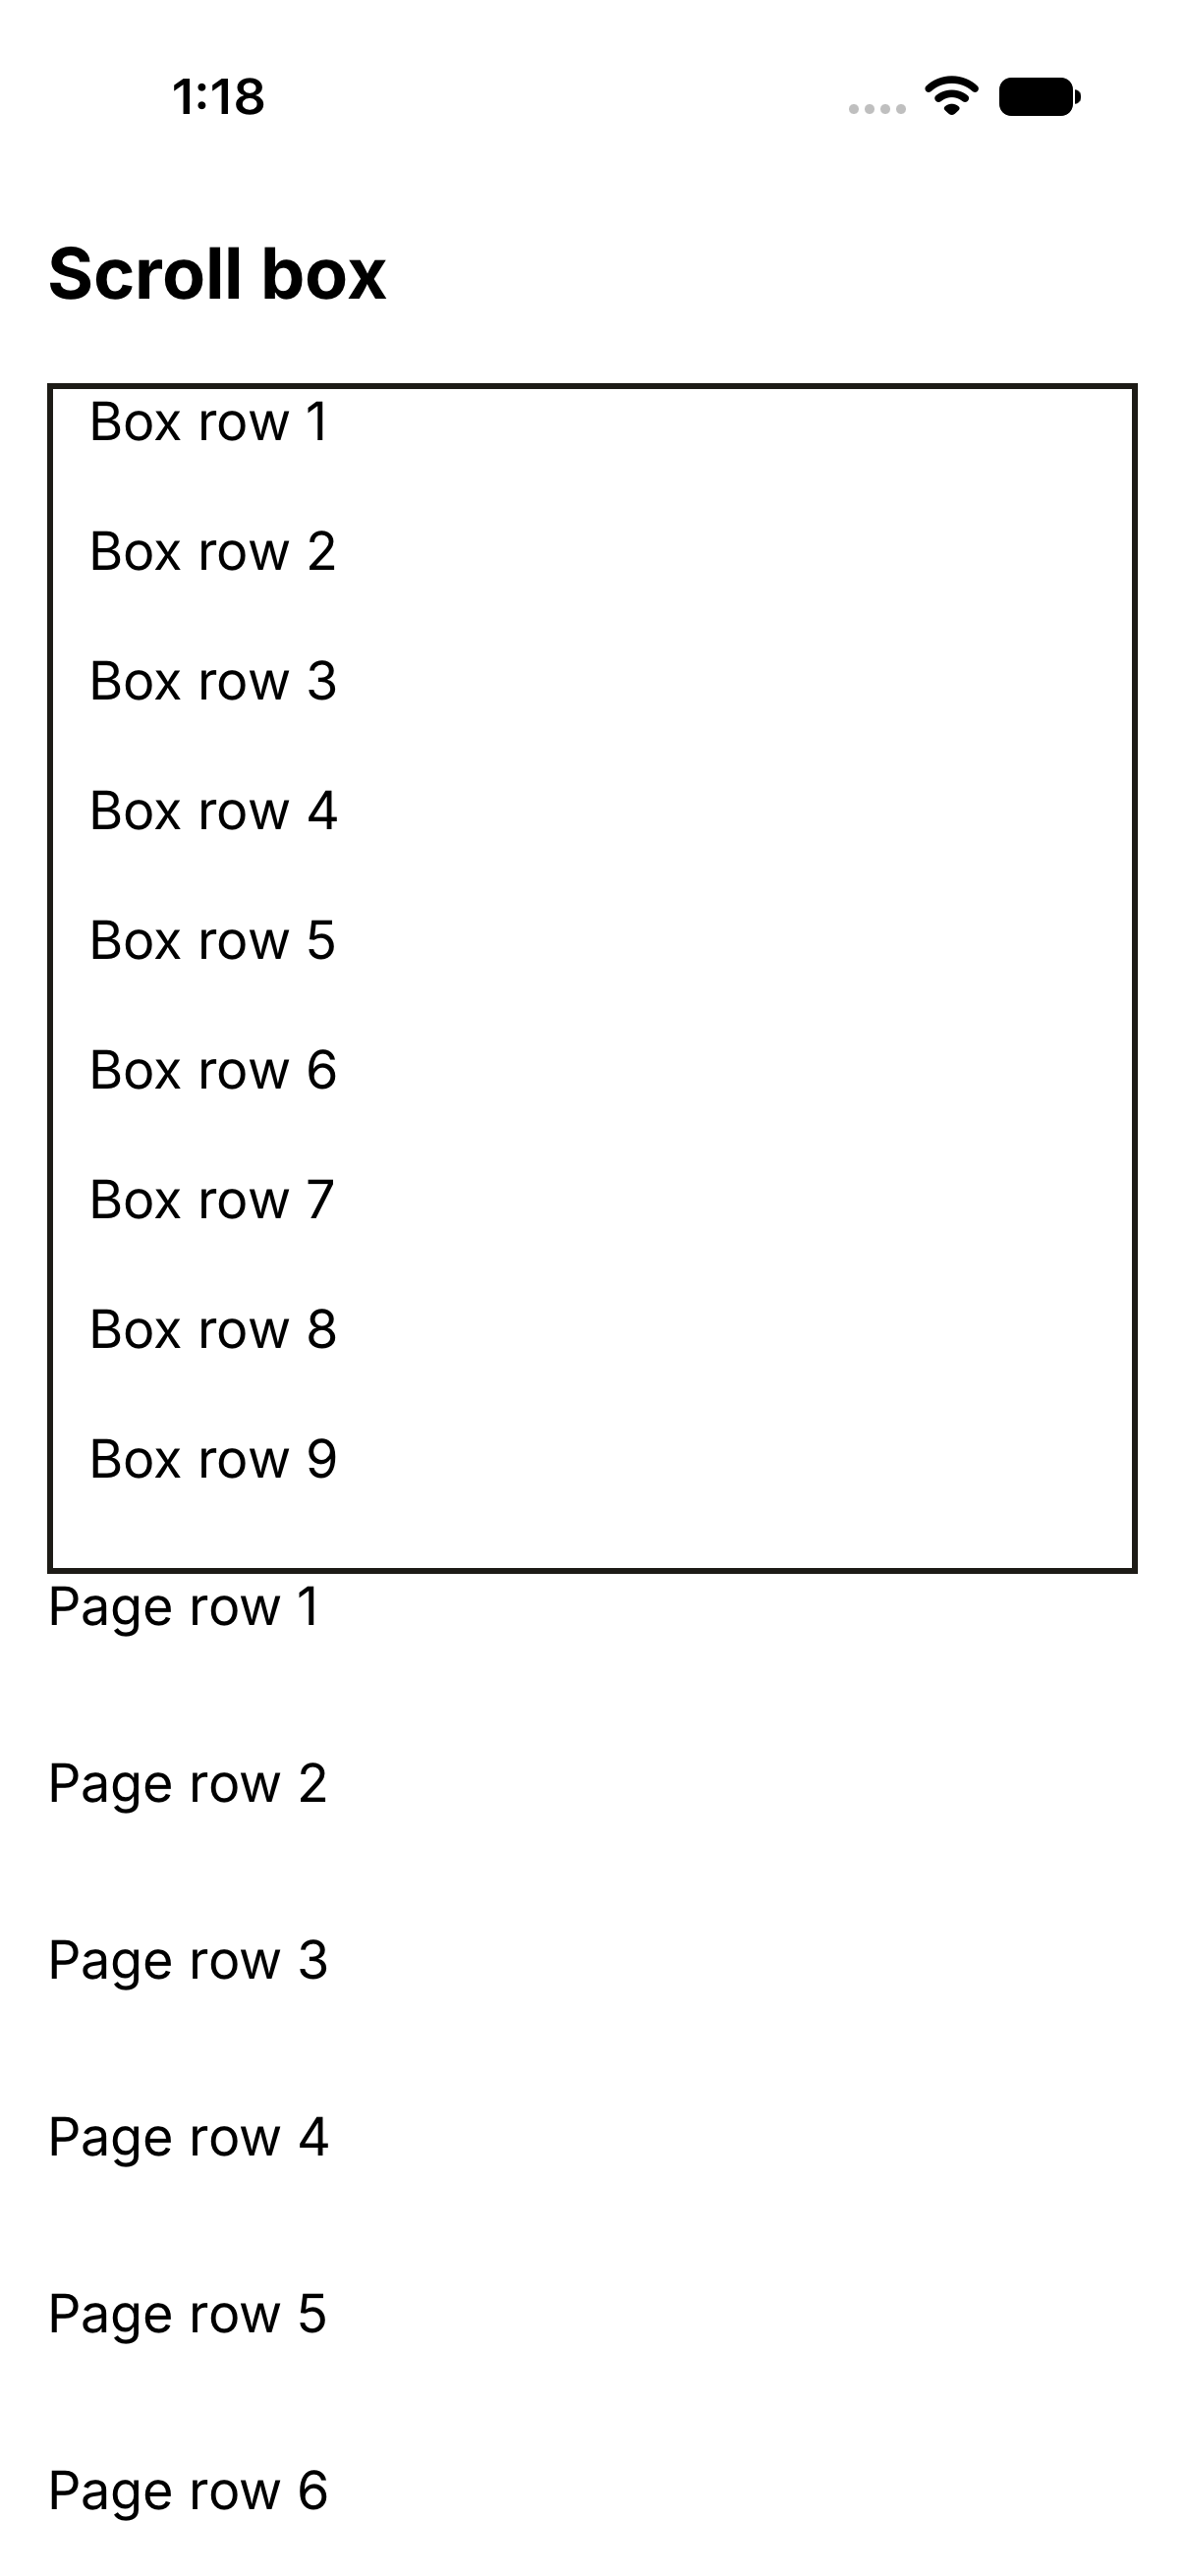 1:18
Scroll box
Box row 1
Box row 2
Box row 3
Box row 4
Box row 5
Box row 6
Box row 7
Box row 8
Box row 9
Page row 1
Page row 2
Page row 3
Page row 4
Page row 5
Page row 6